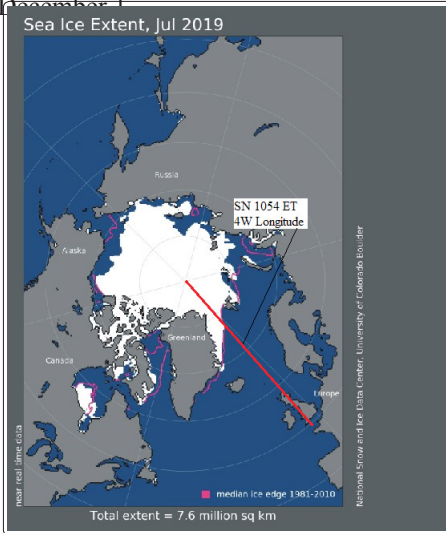 December 1
Sea Ice Extent, Jul 2019
Russia
SN 1054 ET
4W Longitude
Alaska
Greenland
Canada
Europe
near real time data
median ice edge 1981-2010
National Snow and Ice Data Center, University of Colorado Boulder
Total extent = 7.6 million sq km